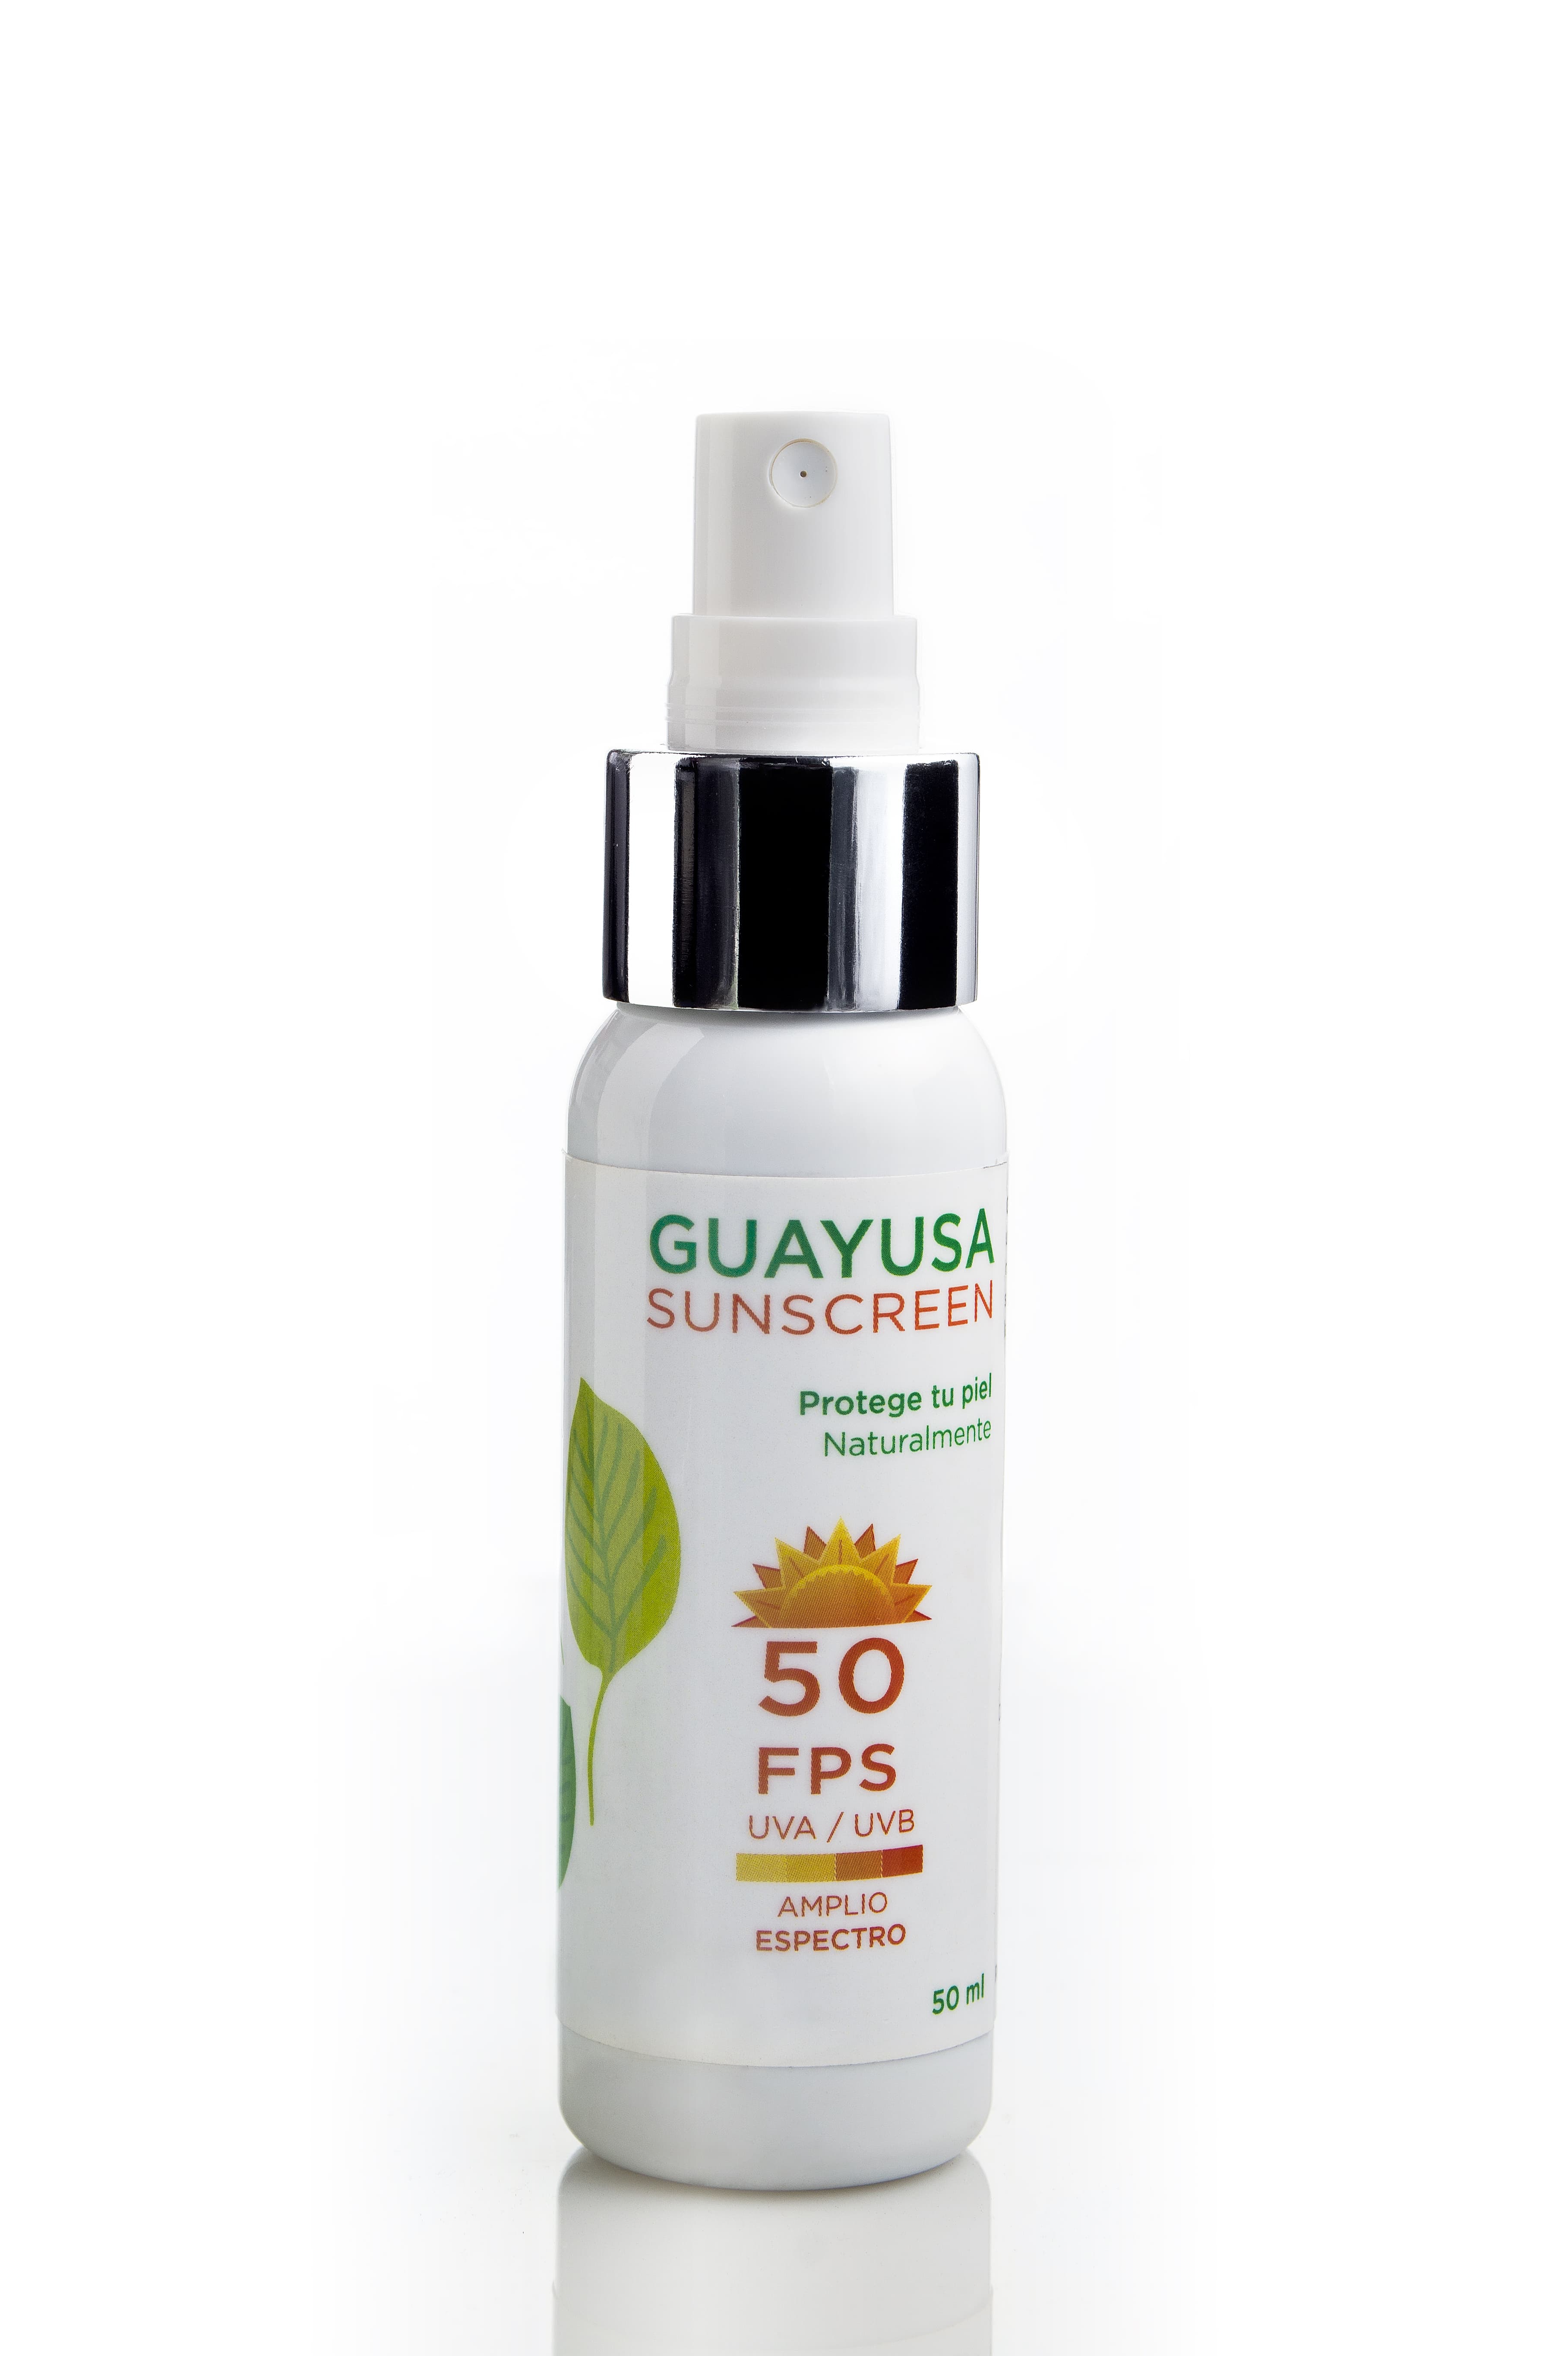 GUAYUSA
SUNSCREEN
Protege tu piel
Naturalmente
50
FPS
UVA / UVB
AMPLIO
ESPECTRO
50 ml